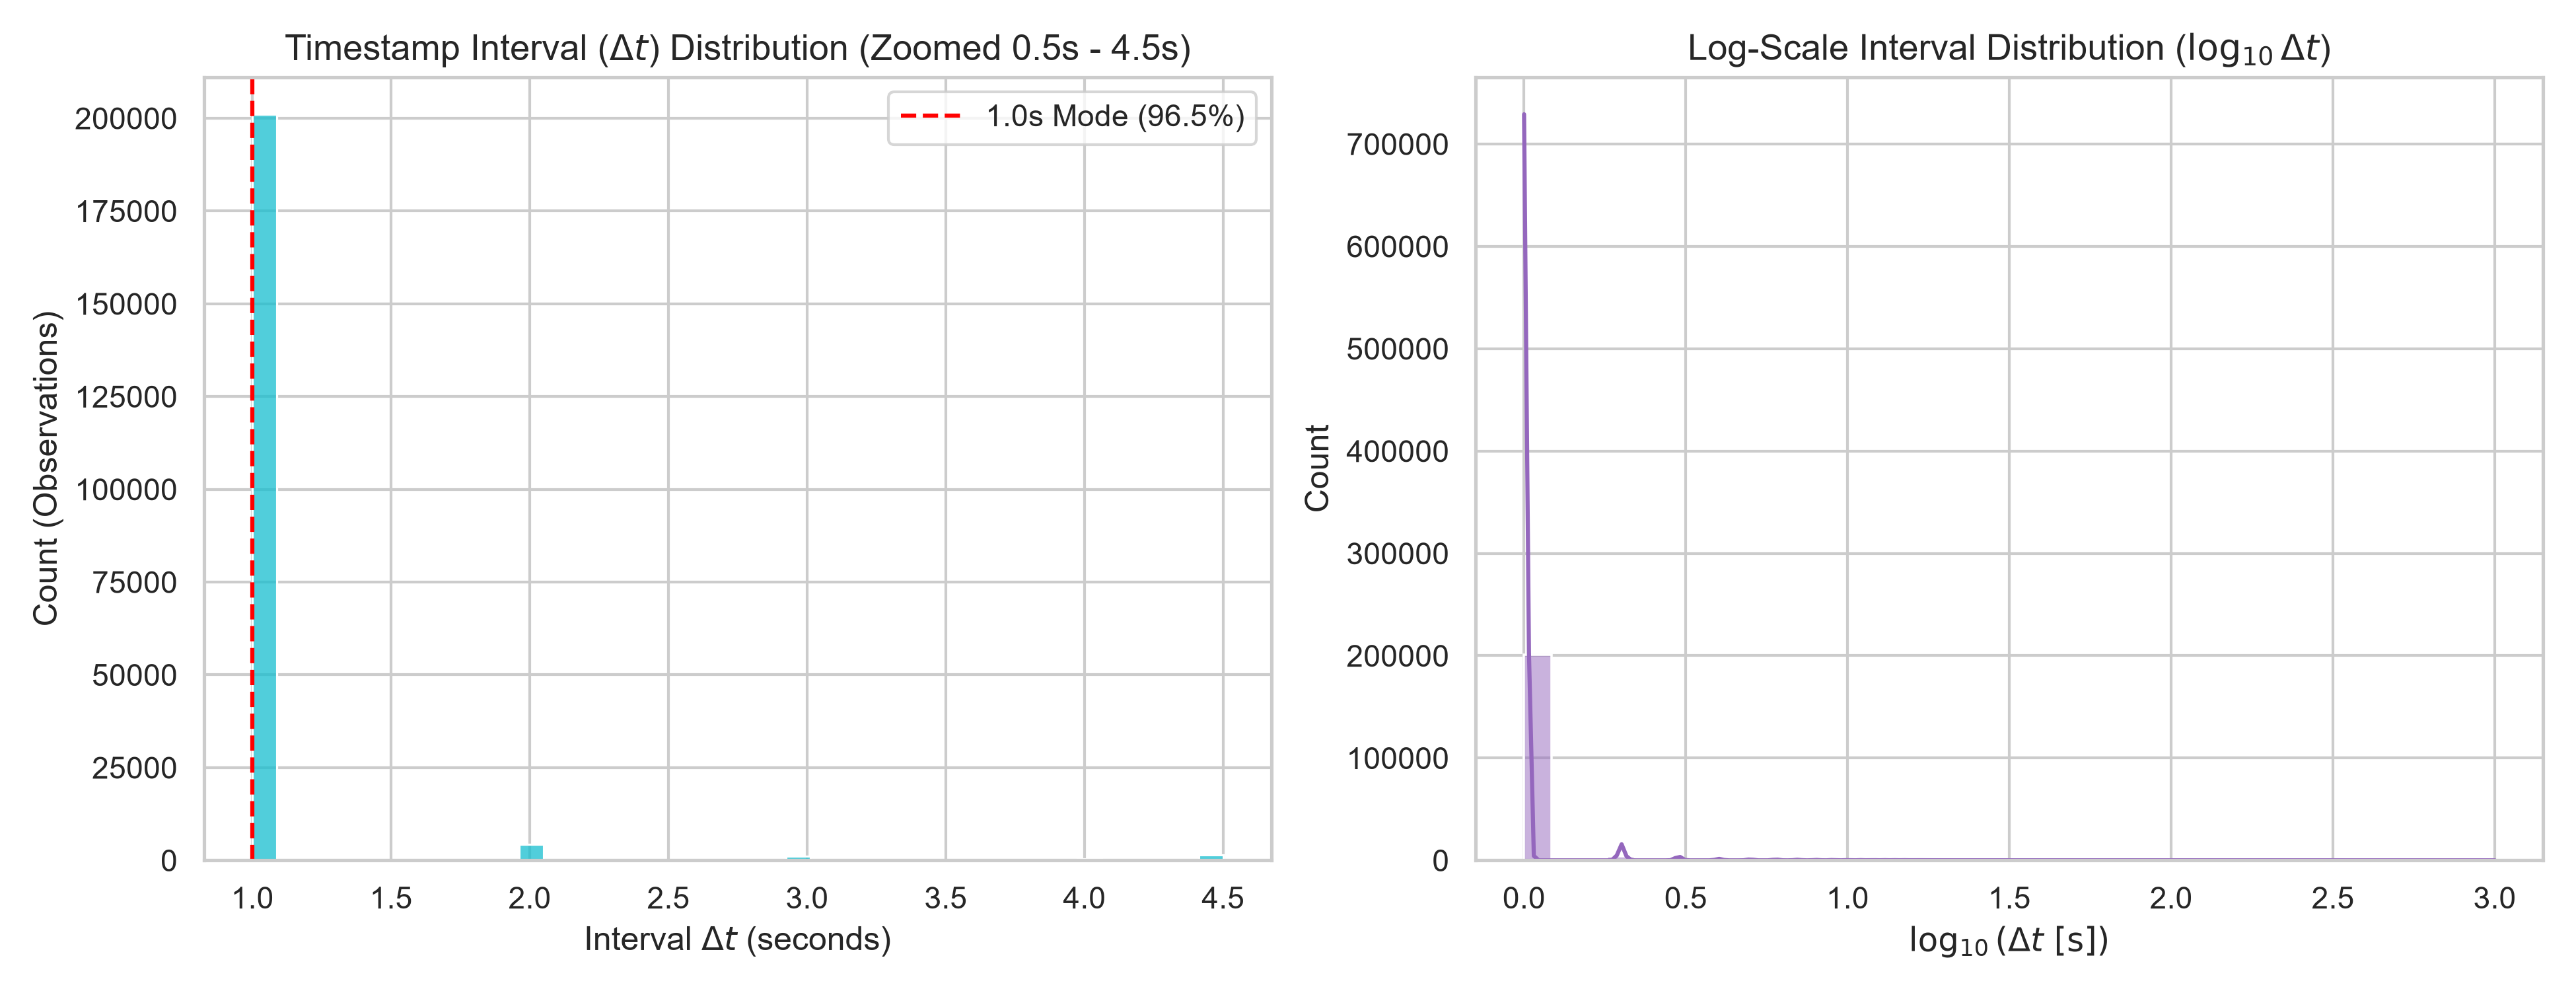 Timestamp Interval (Δt) Distribution (Zoomed 0.5s - 4.5s)
1.0s Mode (96.5%)
Count (Observations)
200000
175000
150000
125000
100000
75000
50000
25000
0
1.0 1.5 2.0 2.5 3.0 3.5 4.0 4.5
Interval Δt (seconds)
Log-Scale Interval Distribution (log₁₀ Δt)
Count
700000
600000
500000
400000
300000
200000
100000
0
0.0 0.5 1.0 1.5 2.0 2.5 3.0
log₁₀ (Δt [s])